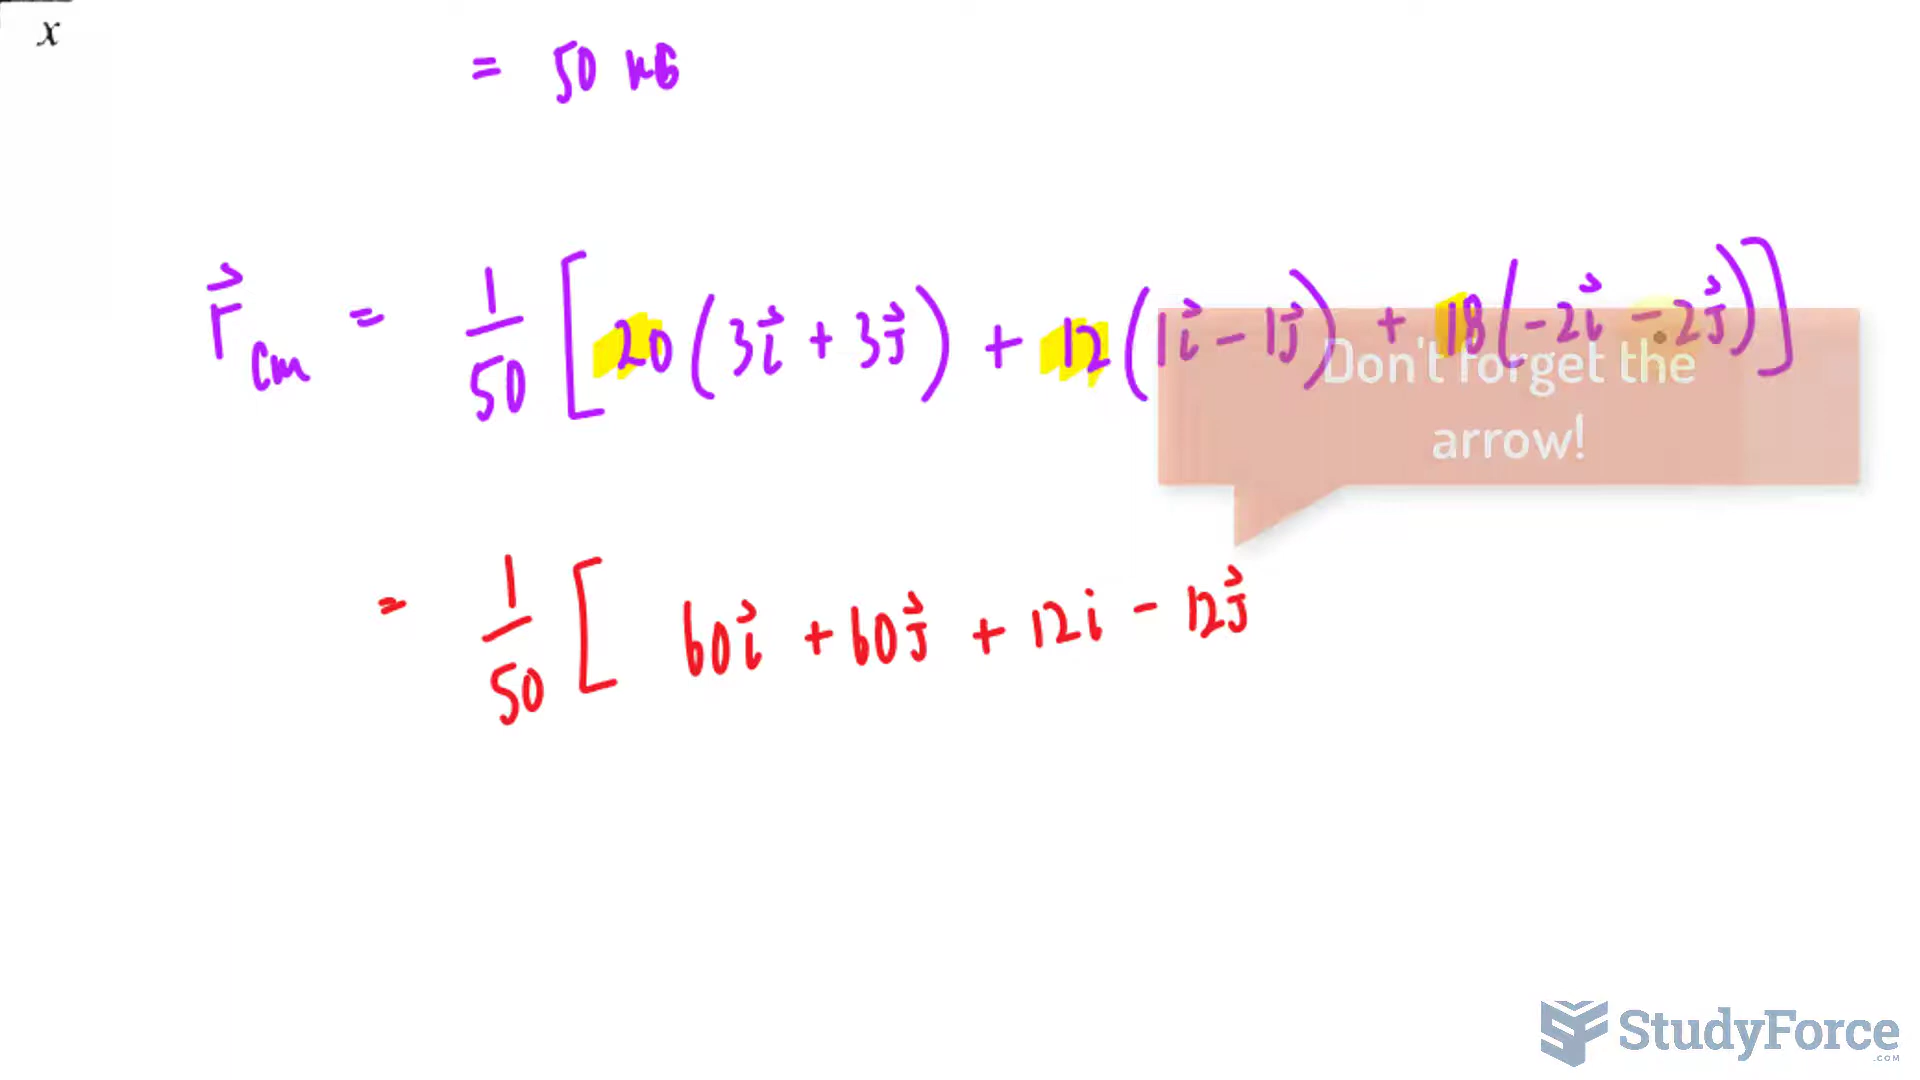 x
= 50 KG
r⃗ cm = 1/50 [ 20 ( 3i⃗ + 3j⃗ ) + 12 ( 1i⃗ - 1j⃗ ) + 18 ( -2i⃗ - 2j⃗ ) ]
Don't forget the
arrow!
= 1/50 [ 60i⃗ + 60j⃗ + 12i - 12j⃗
StudyForce
.COM